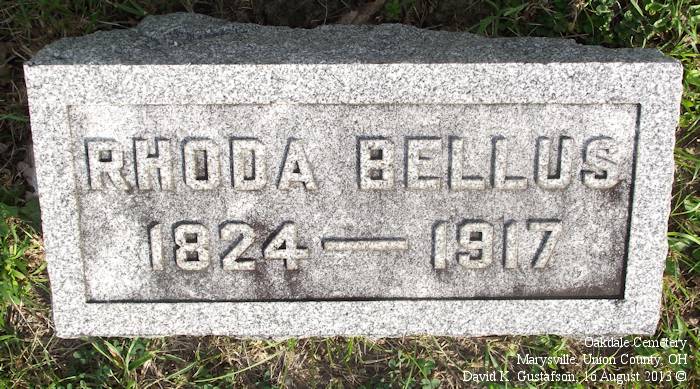 RHODA BELLUS
1824 — 1917
Oakdale Cemetery
Marysville, Union County, OH
David K. Gustafson, 16 August 2013 ©